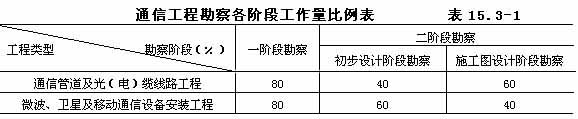 通信工程勘察各阶段工作量比例表 表15.3-1
工程类型 勘察阶段(%) 一阶段勘察 二阶段勘察
初步设计阶段勘察 施工图设计阶段勘察
通信管道及光(电)缆线路工程 80 40 60
微波、卫星及移动通信设备安装工程 80 60 40